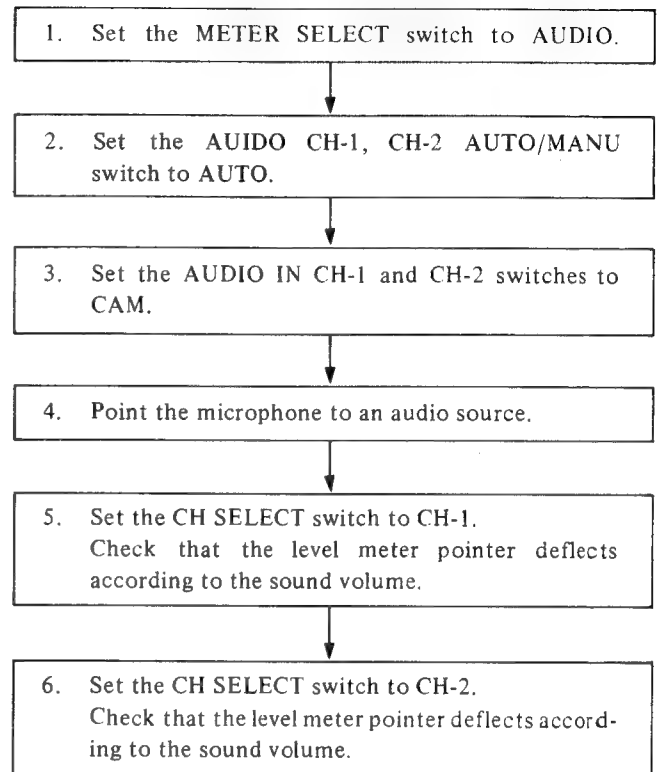 1. Set the METER SELECT switch to AUDIO.
2. Set the AUIDO CH-1, CH-2 AUTO/MANU
switch to AUTO.
3. Set the AUDIO IN CH-1 and CH-2 switches to
CAM.
4. Point the microphone to an audio source.
5. Set the CH SELECT switch to CH-1.
Check that the level meter pointer deflects
according to the sound volume.
6. Set the CH SELECT switch to CH-2.
Check that the level meter pointer deflects accord-
ing to the sound volume.